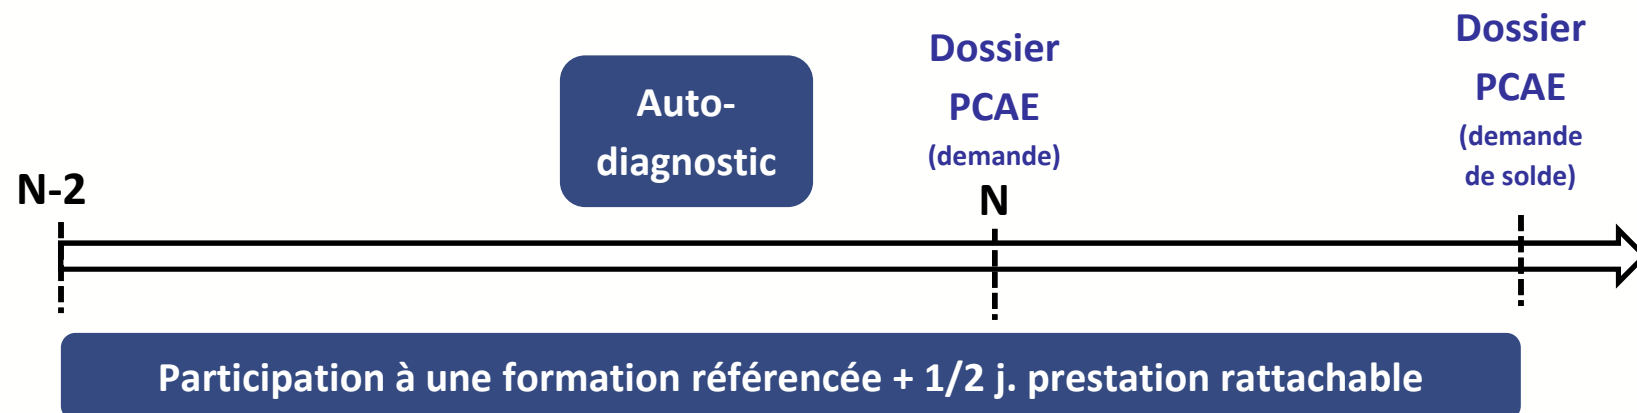 N-2
Auto-
diagnostic
Dossier
PCAE
(demande)
N
Dossier
PCAE
(demande
de solde)
Participation à une formation référencée + 1/2 j. prestation rattachable